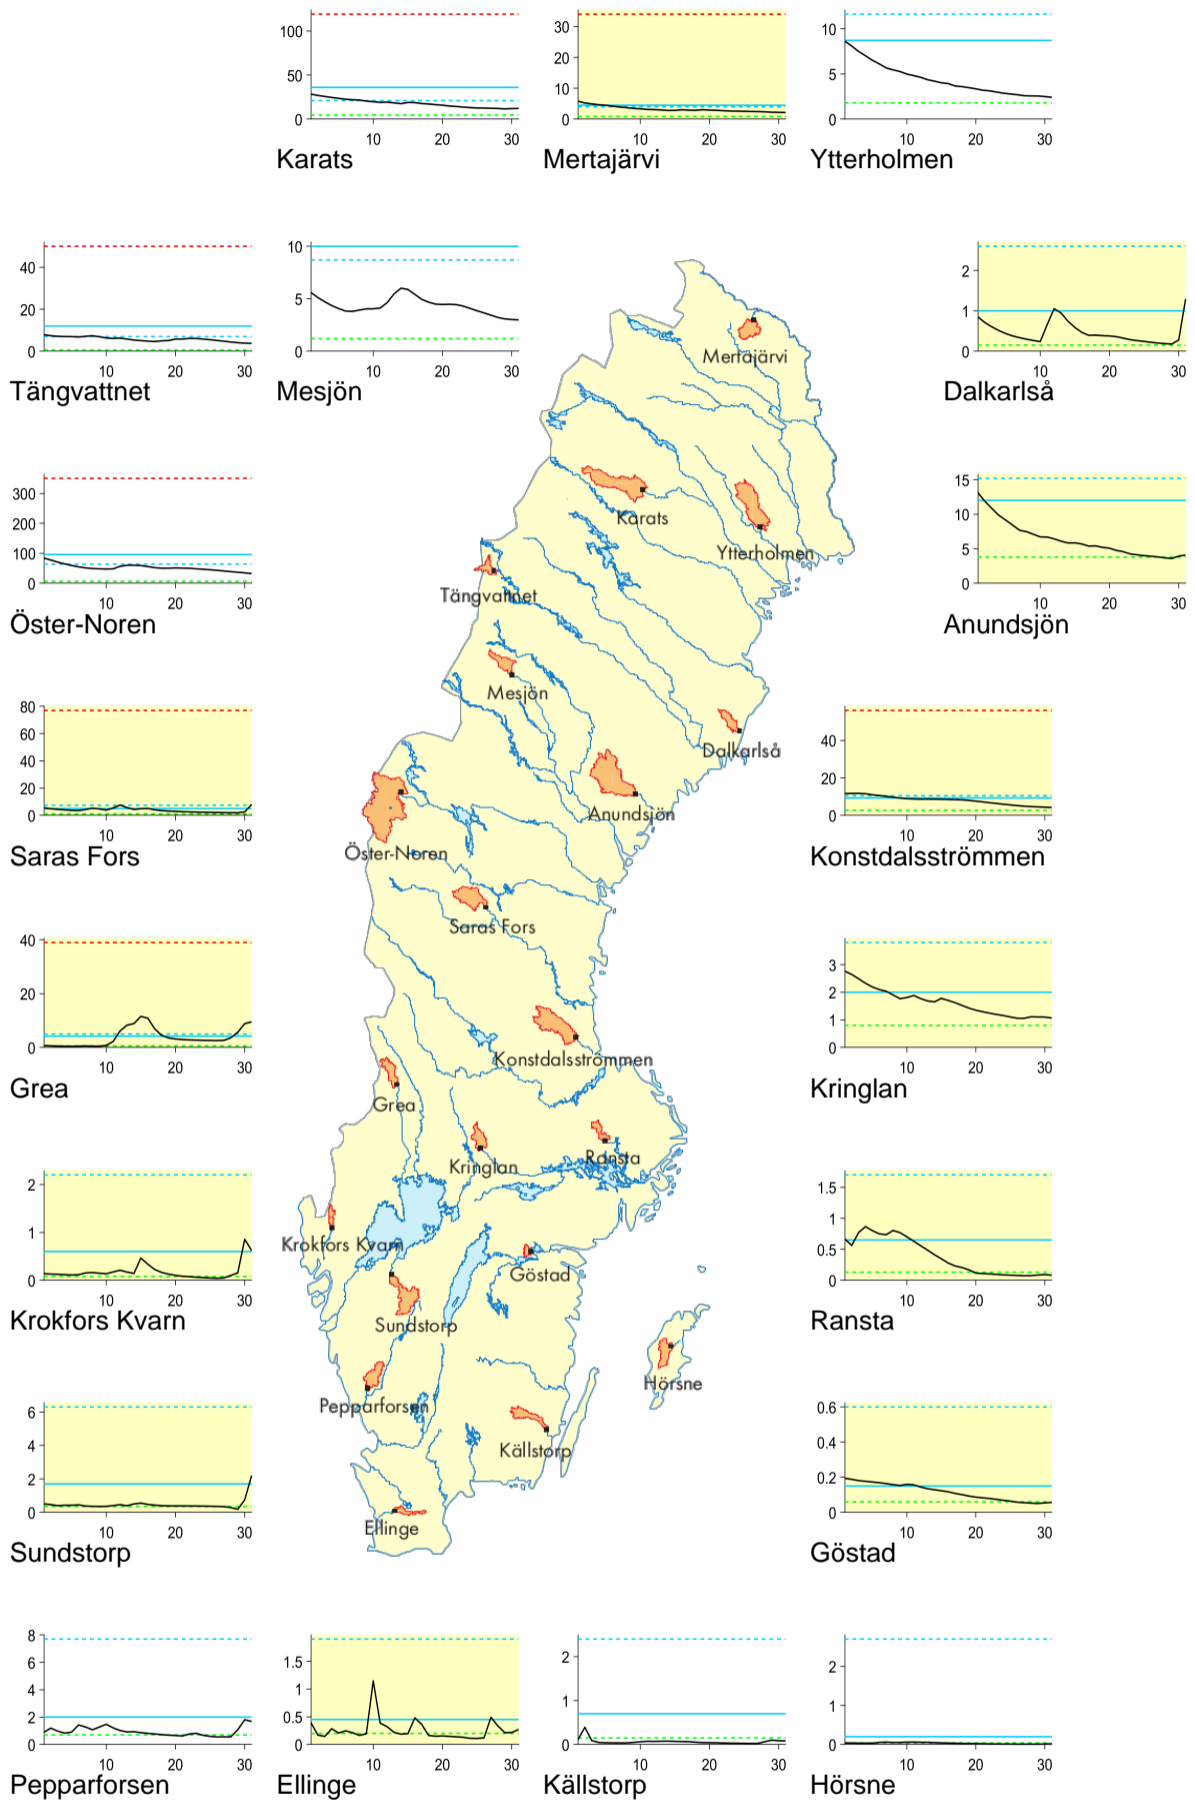 100
50
0
10 20 30
Karats
30
20
10
0
10 20 30
Mertajärvi
10
5
0
10 20 30
Ytterholmen
40
20
0
10 20 30
Tängvattnet
10
5
0
10 20 30
Mesjön
2
1
0
10 20 30
Dalkarlså
300
200
100
0
10 20 30
Öster-Noren
15
10
5
0
10 20 30
Anundsjön
80
60
40
20
0
10 20 30
Saras Fors
40
20
0
10 20 30
Konstdalsströmmen
40
20
0
10 20 30
Grea
3
2
1
0
10 20 30
Kringlan
2
1
0
10 20 30
Krokfors Kvarn
1.5
1
0.5
0
10 20 30
Ransta
6
4
2
0
10 20 30
Sundstorp
0.6
0.4
0.2
0
10 20 30
Göstad
8
6
4
2
0
10 20 30
Pepparforsen
1.5
1
0.5
0
10 20 30
Ellinge
2
1
0
10 20 30
Källstorp
2
1
0
10 20 30
Hörsne
Mertajärvi
Karats
Ytterholmen
Tängvattnet
Mesjön
Dalkarlså
Anundsjön
Öster-Noren
Saras Fors
Konstdalsströmmen
Grea
Kringlan
Ransta
Krokfors Kvarn
Göstad
Sundstorp
Hörsne
Pepparforsen
Källstorp
Ellinge